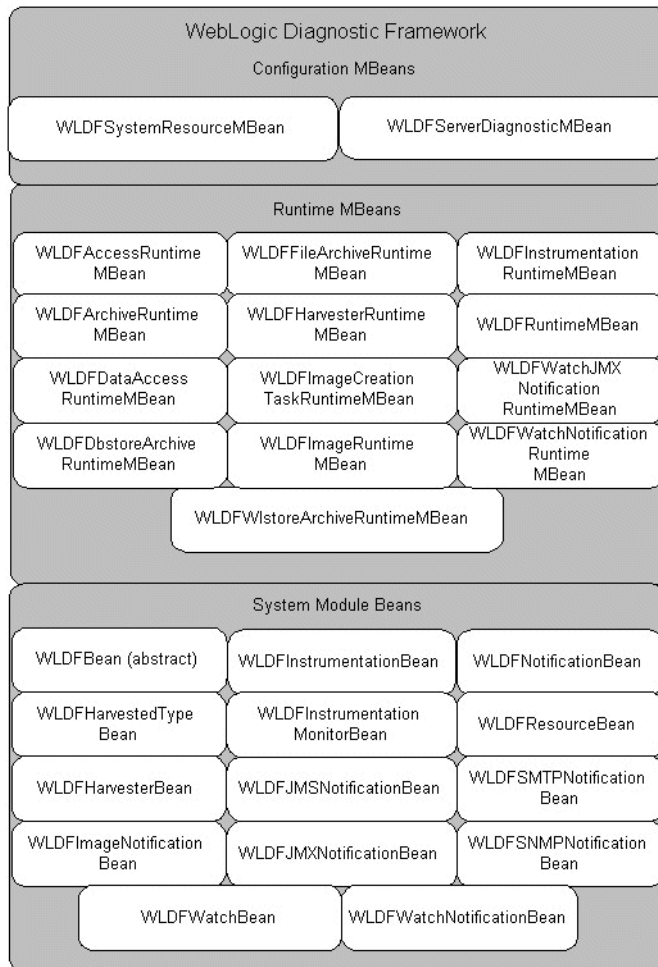 WebLogic Diagnostic Framework
Configuration MBeans
WLDFSystemResourceMBean
WLDFServerDiagnosticMBean
Runtime MBeans
WLDFAccessRuntime
MBean
WLDFFileArchiveRuntime
MBean
WLDFInstrumentation
RuntimeMBean
WLDFArchiveRuntime
MBean
WLDFHarvesterRuntime
MBean
WLDFRuntimeMBean
WLDFDataAccess
RuntimeMBean
WLDFImageCreation
TaskRuntimeMBean
WLDFWatchJMX
Notification
RuntimeMBean
WLDFDbstoreArchive
RuntimeMBean
WLDFImageRuntime
MBean
WLDFWatchNotification
Runtime
MBean
WLDFWlstoreArchiveRuntimeMBean
System Module Beans
WLDFBean (abstract)
WLDFInstrumentationBean
WLDFNotificationBean
WLDFHarvestedType
Bean
WLDFInstrumentation
MonitorBean
WLDFResourceBean
WLDFHarvesterBean
WLDFJMSNotificationBean
WLDFSMTPNotification
Bean
WLDFImageNotification
Bean
WLDFJMXNotificationBean
WLDFSNMPNotification
Bean
WLDFWatchBean
WLDFWatchNotificationBean